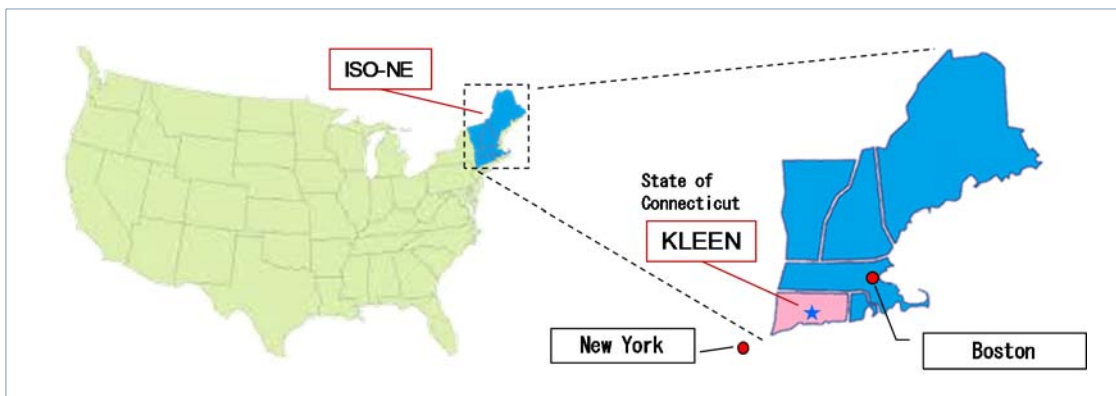 ISO-NE
State of
Connecticut
KLEEN
New York
Boston